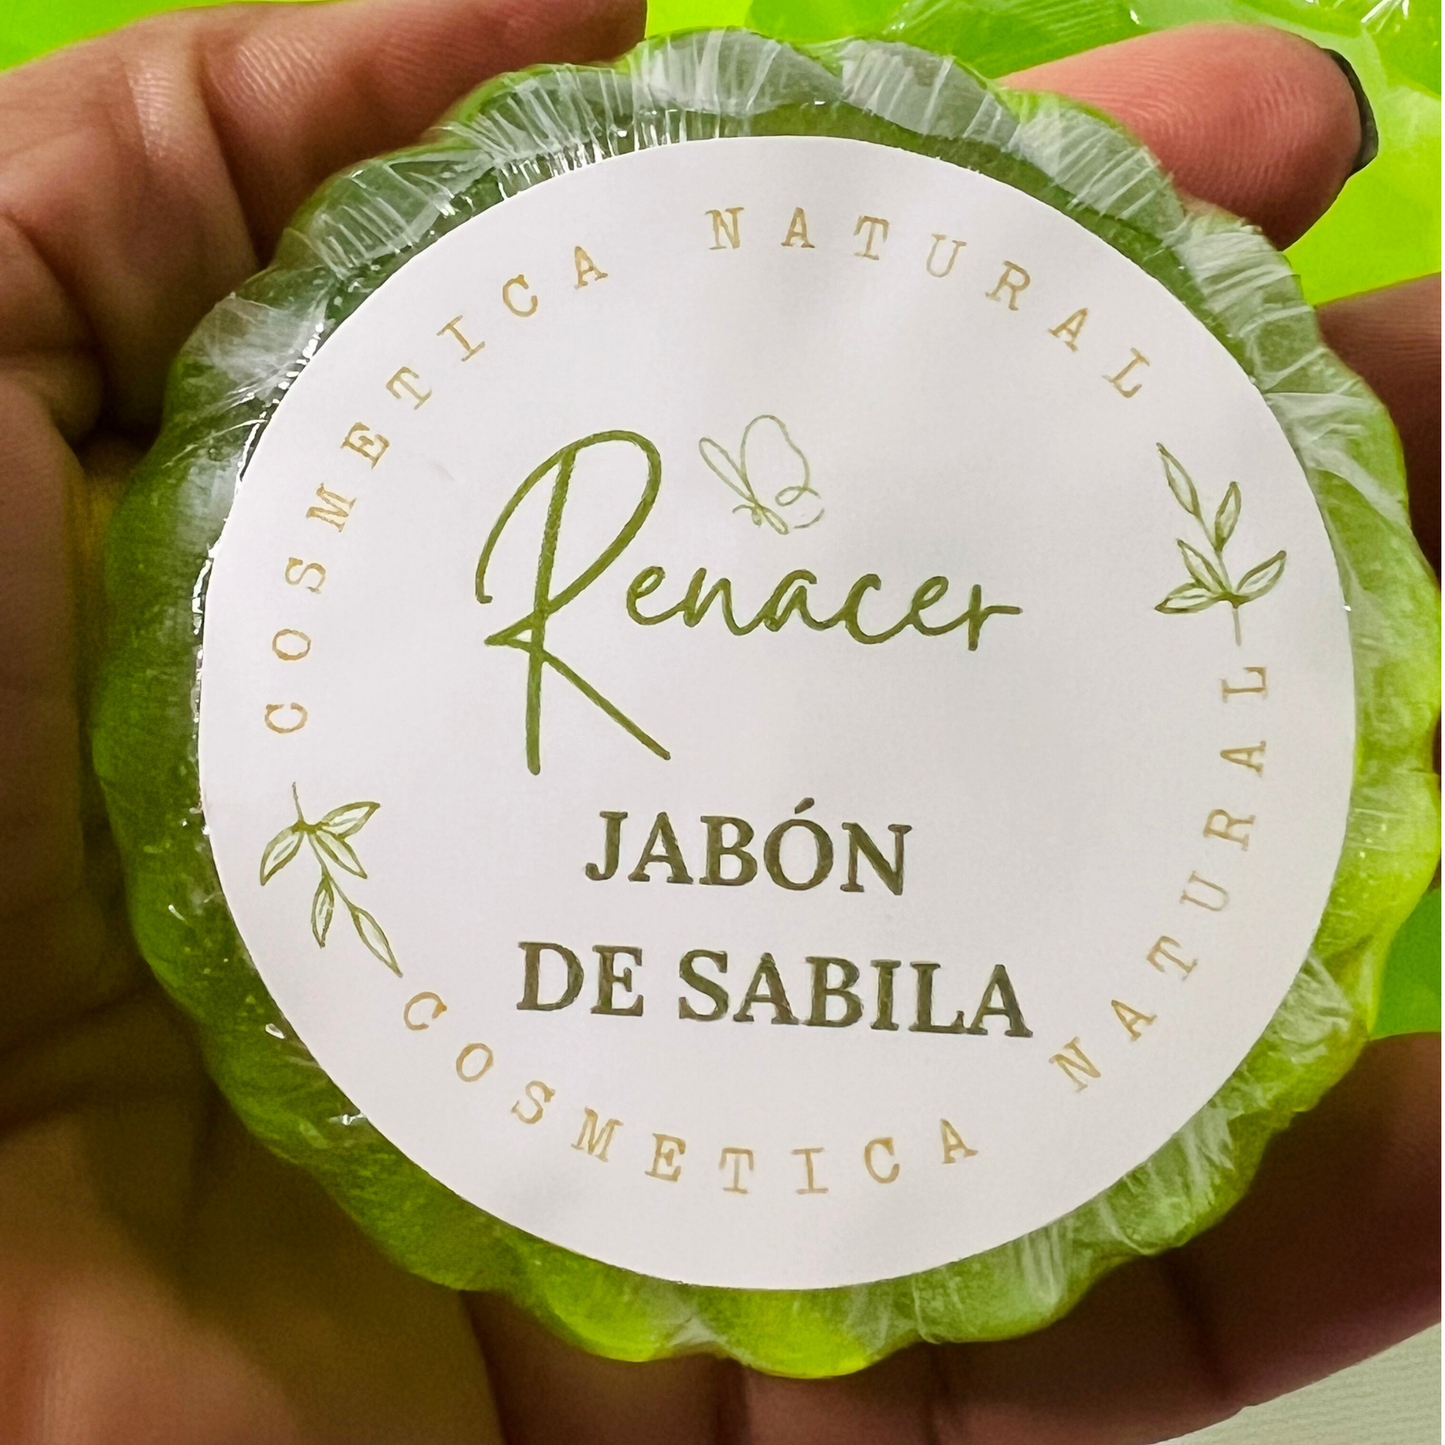 COSMETICA NATURAL
Renacer
JABÓN
DE SABILA
COSMETICA NATURAL